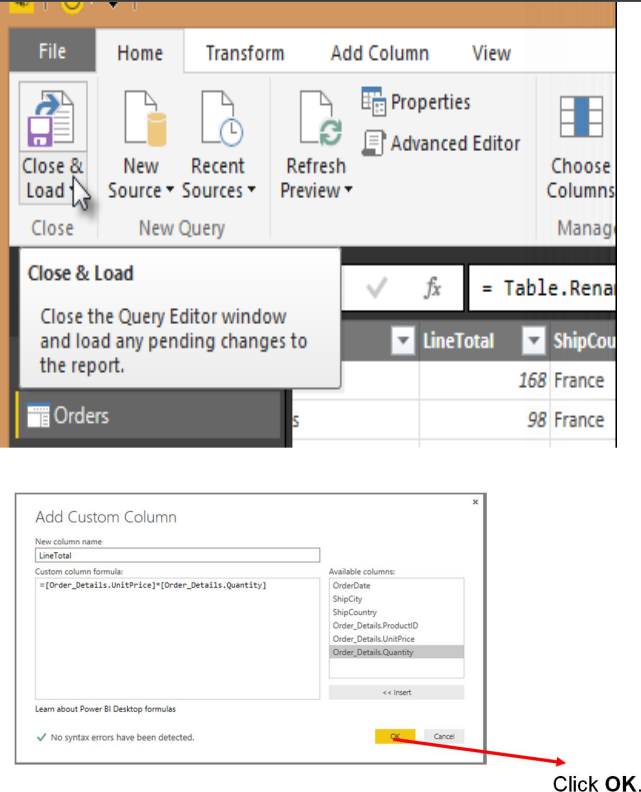 File Home Transform Add Column View
Properties
Advanced Editor
Close & New Recent Refresh Choose
Load Source Sources Preview Columns
Close New Query Manag
Close & Load
Close the Query Editor window
and load any pending changes to
the report.
fx = Table.Rena
LineTotal ShipCou
168 France
Orders
s 98 France
Add Custom Column
New column name
LineTotal
Custom column formula:
=[Order_Details.UnitPrice]*[Order_Details.Quantity]
Available columns:
OrderDate
ShipCity
ShipCountry
Order_Details.ProductID
Order_Details.UnitPrice
Order_Details.Quantity
<< Insert
Learn about Power BI Desktop formulas
No syntax errors have been detected.
OK Cancel
Click OK.